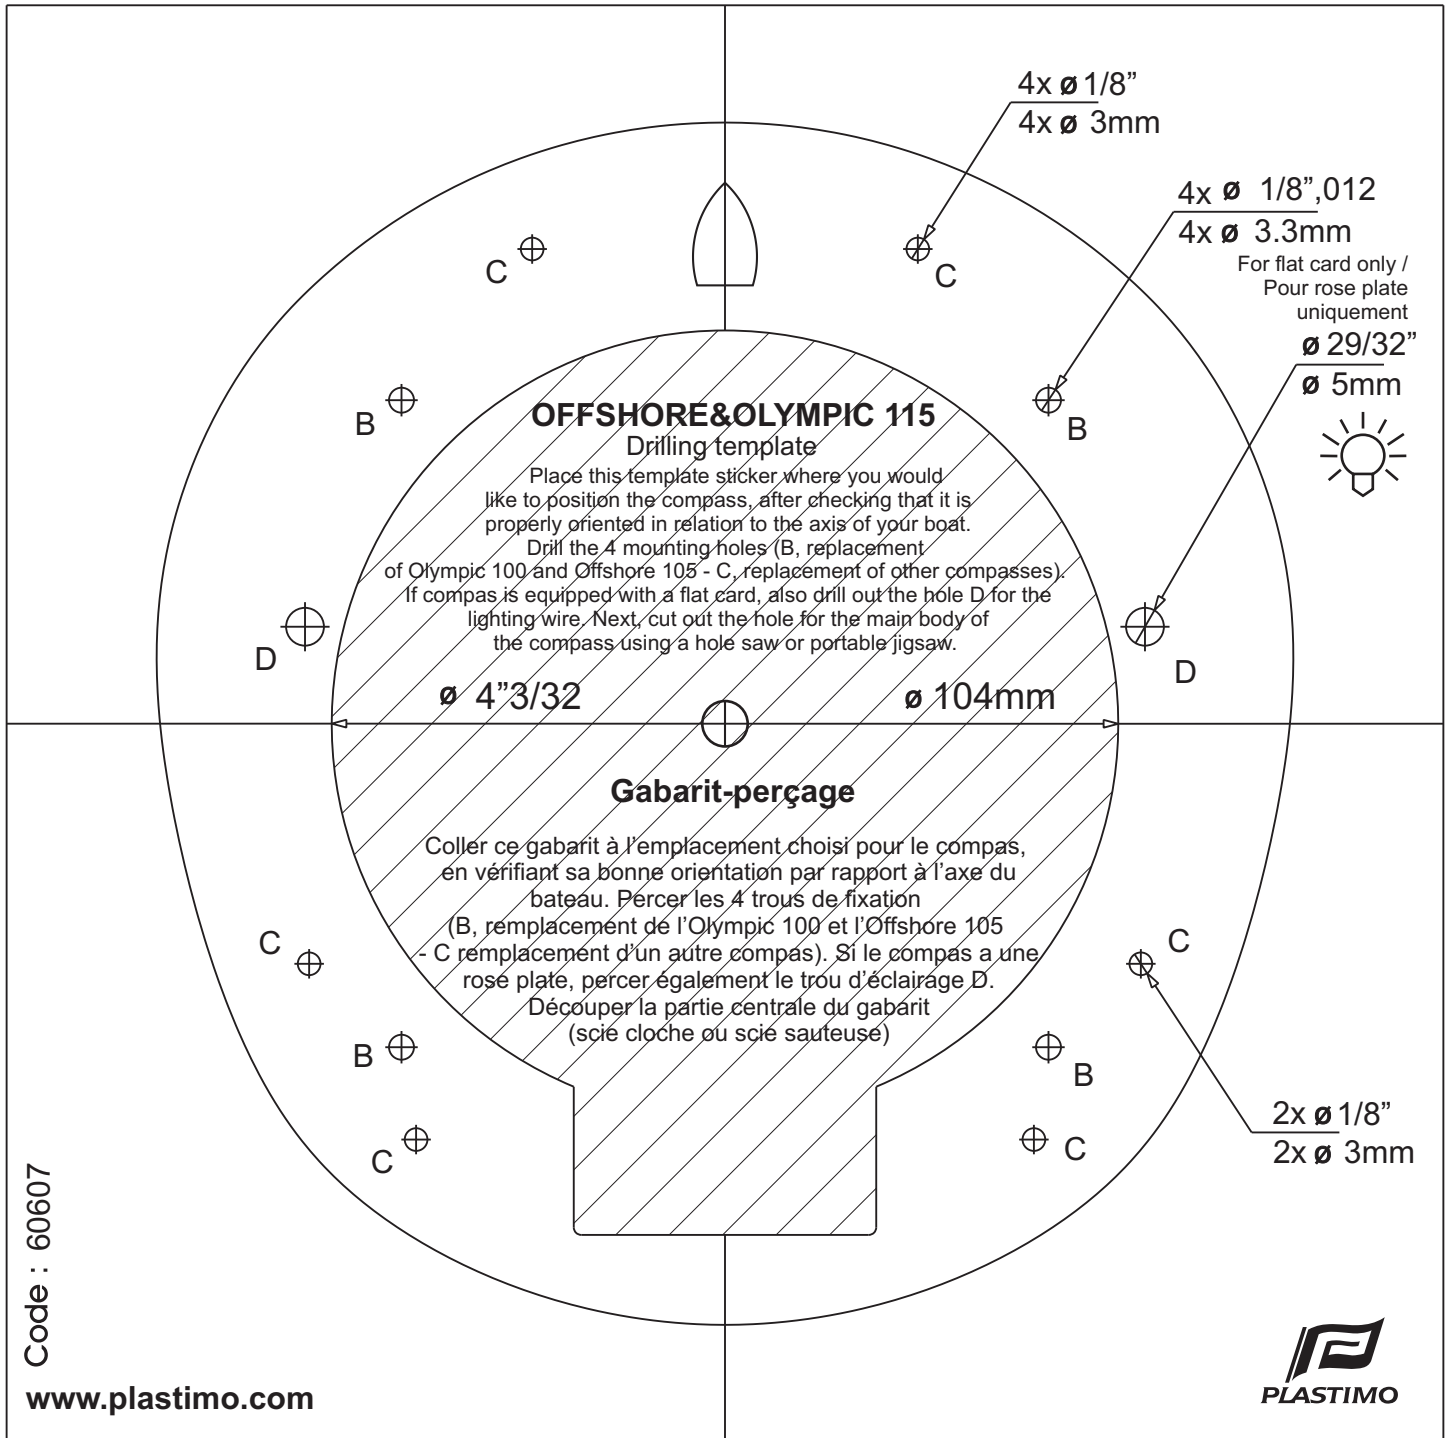 4x ø 1/8”
4x ø 3mm
4x ø 1/8”,012
4x ø 3.3mm
For flat card only /
Pour rose plate
uniquement
ø 29/32”
ø 5mm
C
C
B
B
OFFSHORE&OLYMPIC 115
Drilling template
Place this template sticker where you would
like to position the compass, after checking that it is
properly oriented in relation to the axis of your boat.
Drill the 4 mounting holes (B, replacement
of Olympic 100 and Offshore 105 - C, replacement of other compasses).
If compas is equipped with a flat card, also drill out the hole D for the
lighting wire. Next, cut out the hole for the main body of
the compass using a hole saw or portable jigsaw.
D
D
ø 4”3/32
ø 104mm
Gabarit-perçage
Coller ce gabarit à l’emplacement choisi pour le compas,
en vérifiant sa bonne orientation par rapport à l’axe du
bateau. Percer les 4 trous de fixation
(B, remplacement de l’Olympic 100 et l’Offshore 105
- C remplacement d’un autre compas). Si le compas a une
rose plate, percer également le trou d’éclairage D.
Découper la partie centrale du gabarit
(scie cloche ou scie sauteuse)
C
C
B
B
C
C
2x ø 1/8”
2x ø 3mm
Code : 60607
www.plastimo.com
PLASTIMO